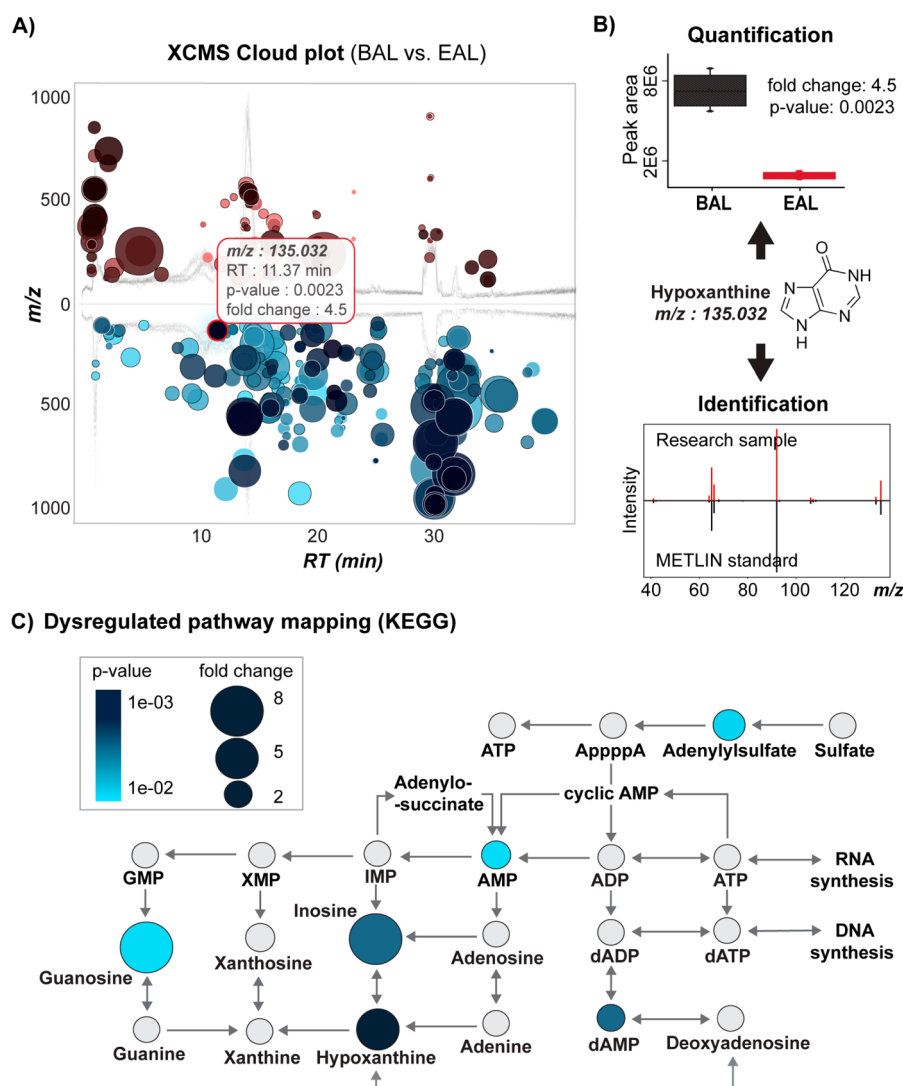 A)
XCMS Cloud plot (BAL vs. EAL)
1000
500
0
500
1000
m/z
m/z : 135.032
RT : 11.37 min
p-value : 0.0023
fold change : 4.5
10
20
30
RT (min)
B)
Quantification
Peak area
8E6
2E6
fold change: 4.5
p-value: 0.0023
BAL
EAL
Hypoxanthine
m/z : 135.032
O
N
NH
N
N
H
Identification
Research sample
Intensity
METLIN standard
40
60
80
100
120
m/z
C) Dysregulated pathway mapping (KEGG)
p-value
1e-03
1e-02
fold change
8
5
2
ATP
AppppA
Adenylylsulfate
Sulfate
Adenylo-
-succinate
cyclic AMP
GMP
XMP
IMP
AMP
ADP
ATP
RNA
synthesis
Guanosine
Xanthosine
Inosine
Adenosine
dADP
dATP
DNA
synthesis
Guanine
Xanthine
Hypoxanthine
Adenine
dAMP
Deoxyadenosine